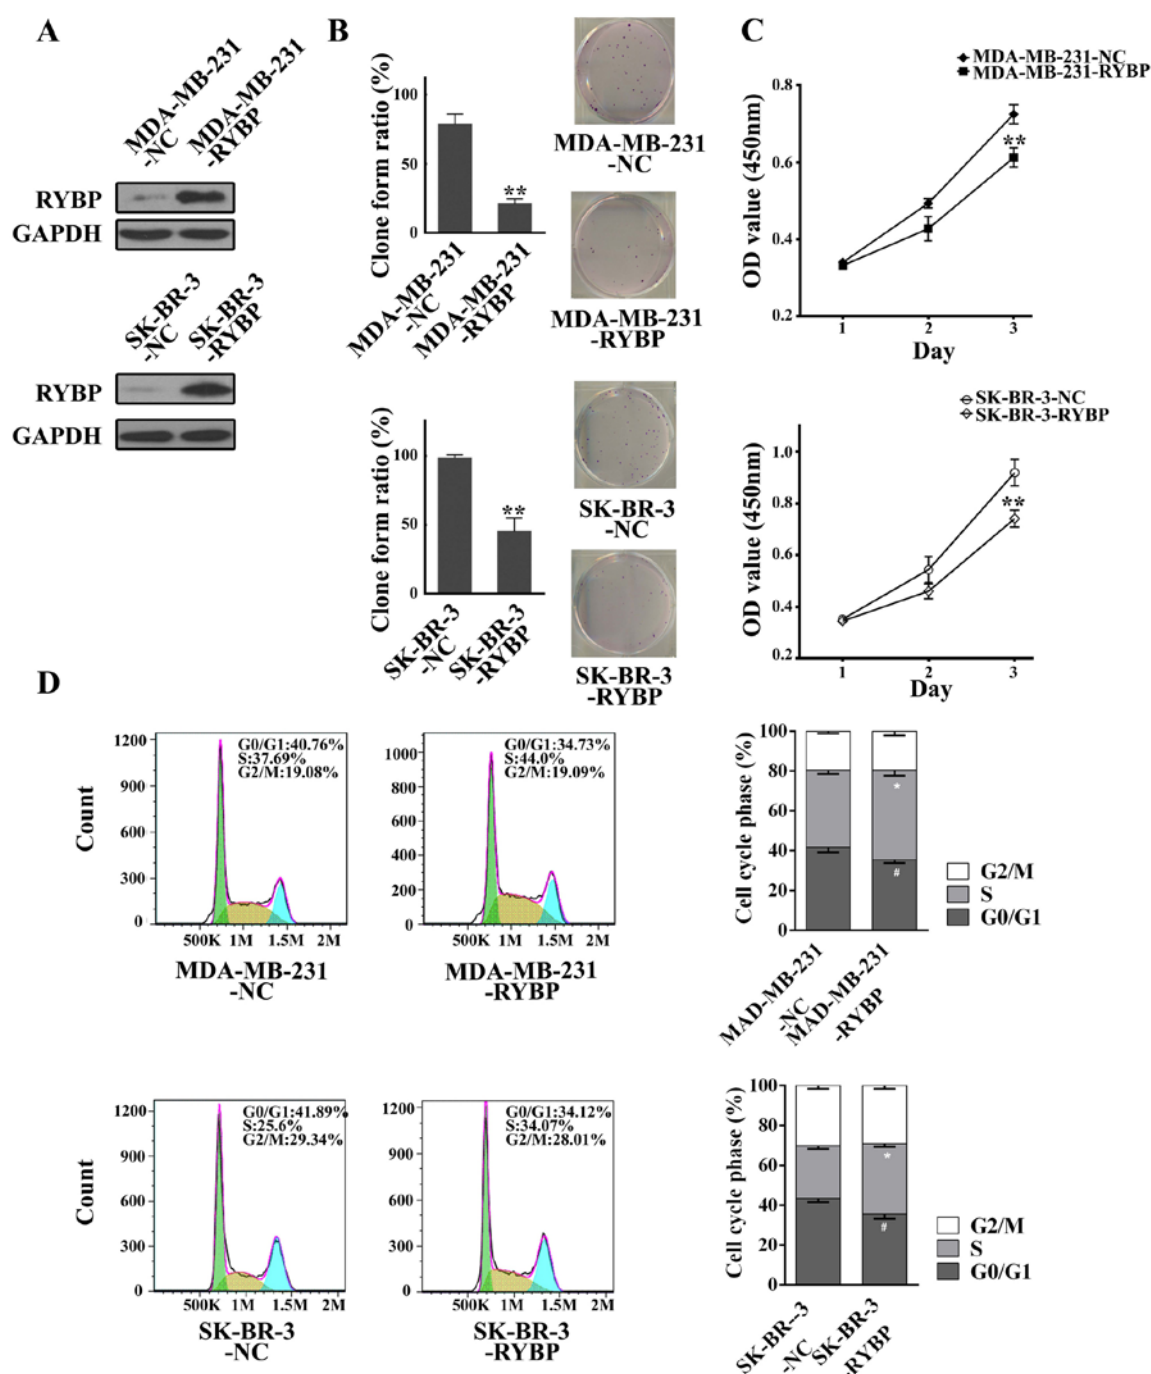 A
MDA-MB-231
-NC
MDA-MB-231
-RYBP
RYBP
GAPDH
SK-BR-3
-NC
SK-BR-3
-RYBP
RYBP
GAPDH
B
Clone form ratio (%)
100
50
0
**
MDA-MB-231
-NC
MDA-MB-231
-RYBP
MDA-MB-231
-NC
MDA-MB-231
-RYBP
Clone form ratio (%)
100
50
0
**
SK-BR-3
-NC
SK-BR-3
-RYBP
SK-BR-3
-NC
SK-BR-3
-RYBP
C
MDA-MB-231-NC
MDA-MB-231-RYBP
OD value (450nm)
0.8
0.6
0.4
0.2
**
1 2 3
Day
SK-BR-3-NC
SK-BR-3-RYBP
OD value (450nm)
1.0
0.8
0.6
0.4
0.2
**
1 2 3
Day
D
Count
1200
900
600
300
0
G0/G1:40.76%
S:37.69%
G2/M:19.08%
500K 1M 1.5M 2M
MDA-MB-231
-NC
1000
800
600
400
200
0
G0/G1:34.73%
S:44.0%
G2/M:19.09%
500K 1M 1.5M 2M
MDA-MB-231
-RYBP
Cell cycle phase (%)
100
80
60
40
20
0
*
#
G2/M
S
G0/G1
MAD-MB-231
-NC
MAD-MB-231
-RYBP
Count
1200
900
600
300
0
G0/G1:41.89%
S:25.6%
G2/M:29.34%
500K 1M 1.5M 2M
SK-BR-3
-NC
1200
900
600
300
0
G0/G1:34.12%
S:34.07%
G2/M:28.01%
500K 1M 1.5M 2M
SK-BR-3
-RYBP
Cell cycle phase (%)
100
80
60
40
20
0
*
#
G2/M
S
G0/G1
SK-BR--3
-NC
SK-BR-3
-RYBP